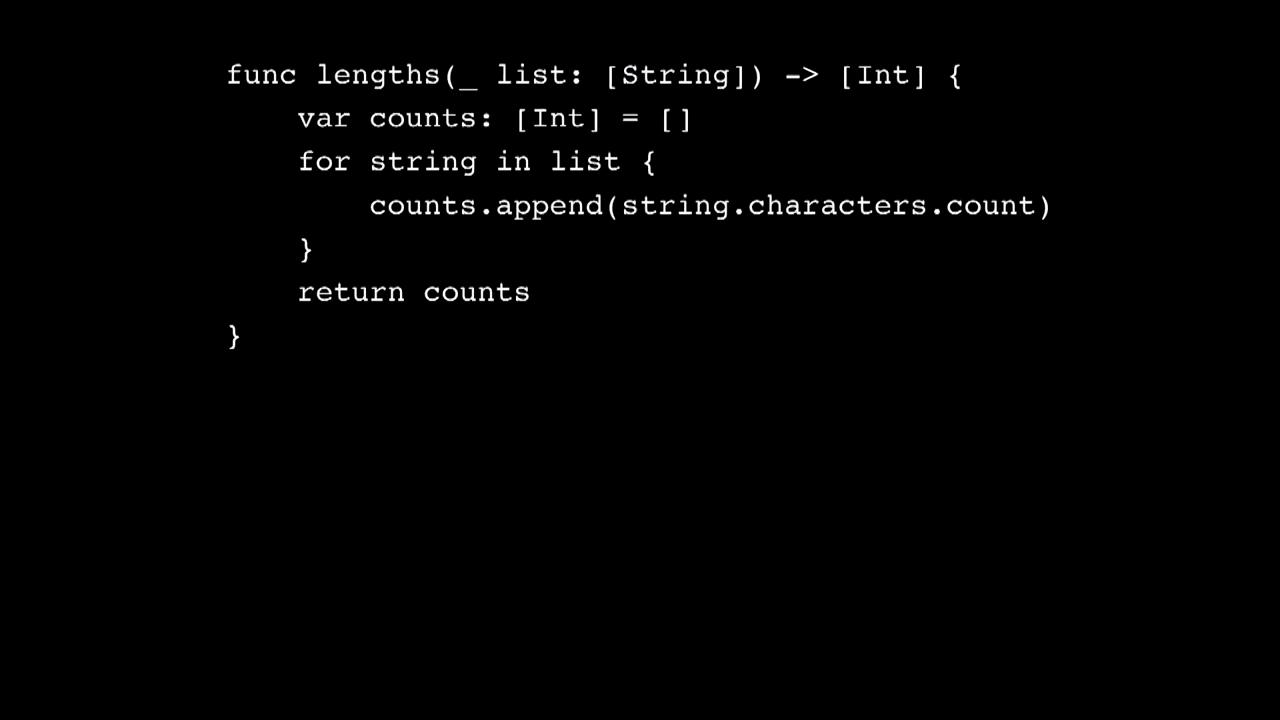 func lengths(_ list: [String]) -> [Int] {
    var counts: [Int] = []
    for string in list {
        counts.append(string.characters.count)
    }
    return counts
}